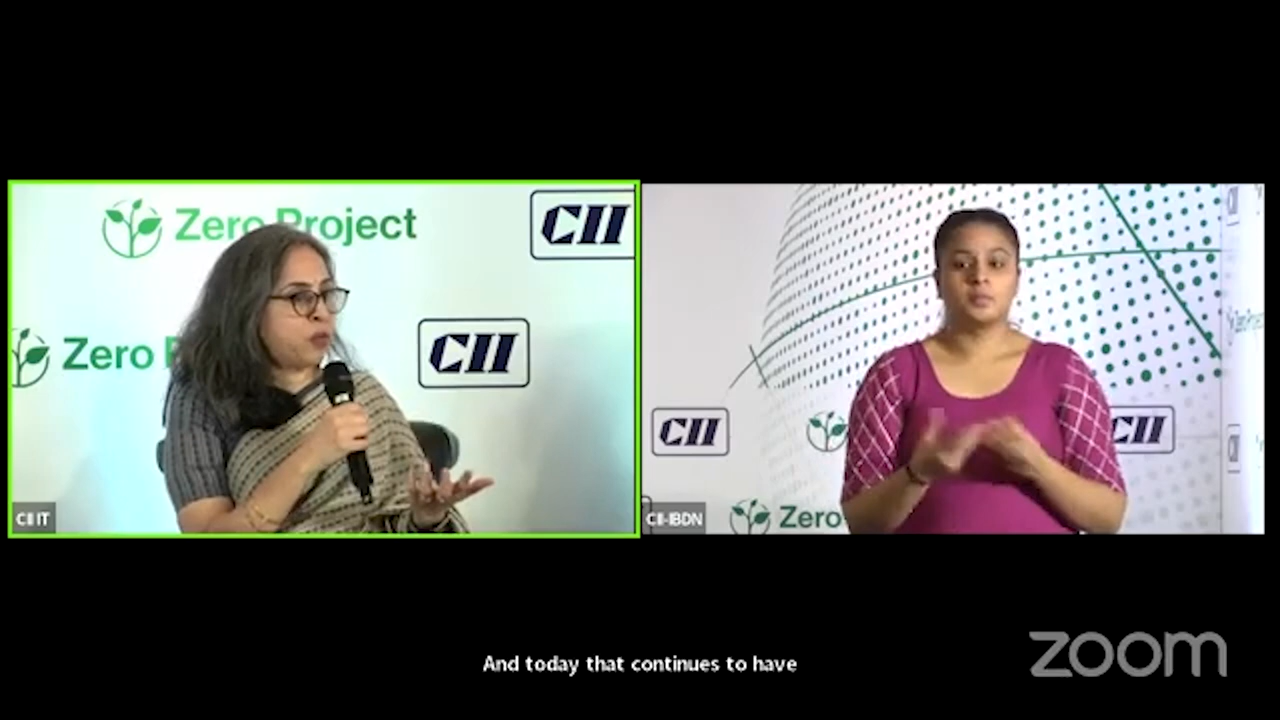 Zero Project
CII
Zero
CII
CII IT
CII
CII
CII-IBDN
Zero
And today that continues to have
zoom